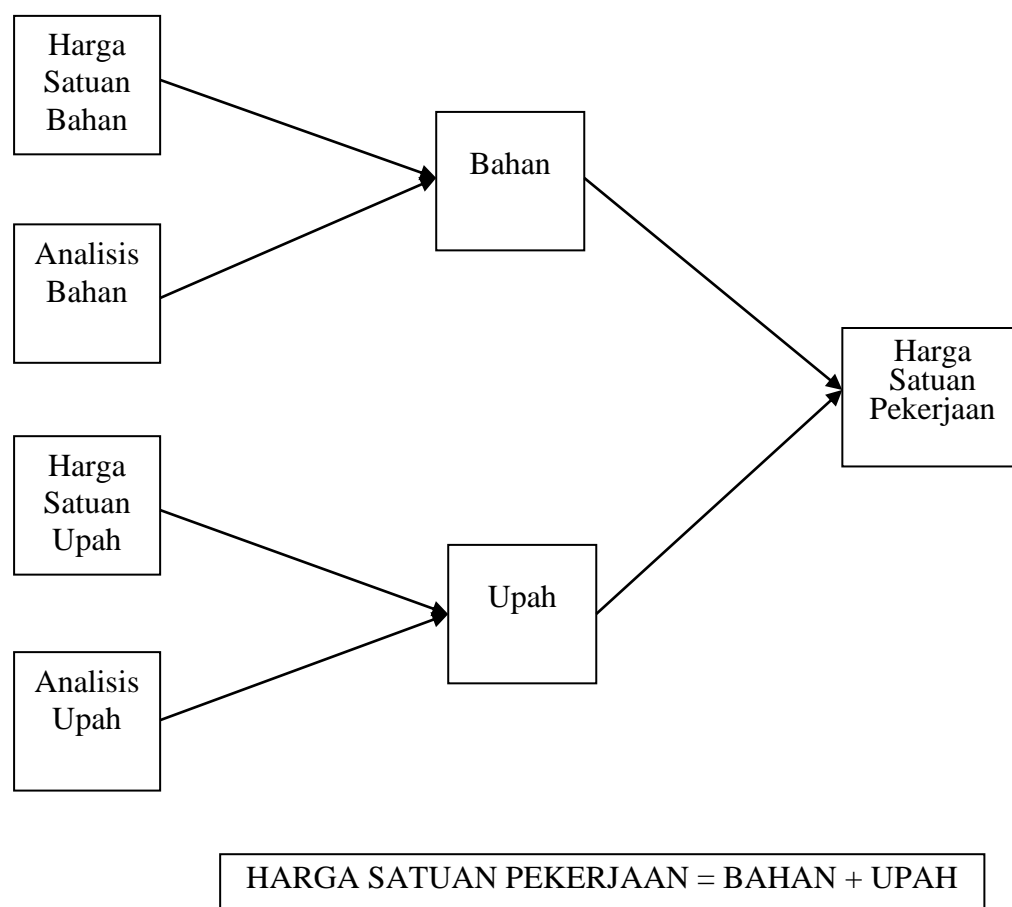 Harga
Satuan
Bahan
Analisis
Bahan
Bahan
Harga
Satuan
Upah
Analisis
Upah
Upah
Harga
Satuan
Pekerjaan
HARGA SATUAN PEKERJAAN = BAHAN + UPAH